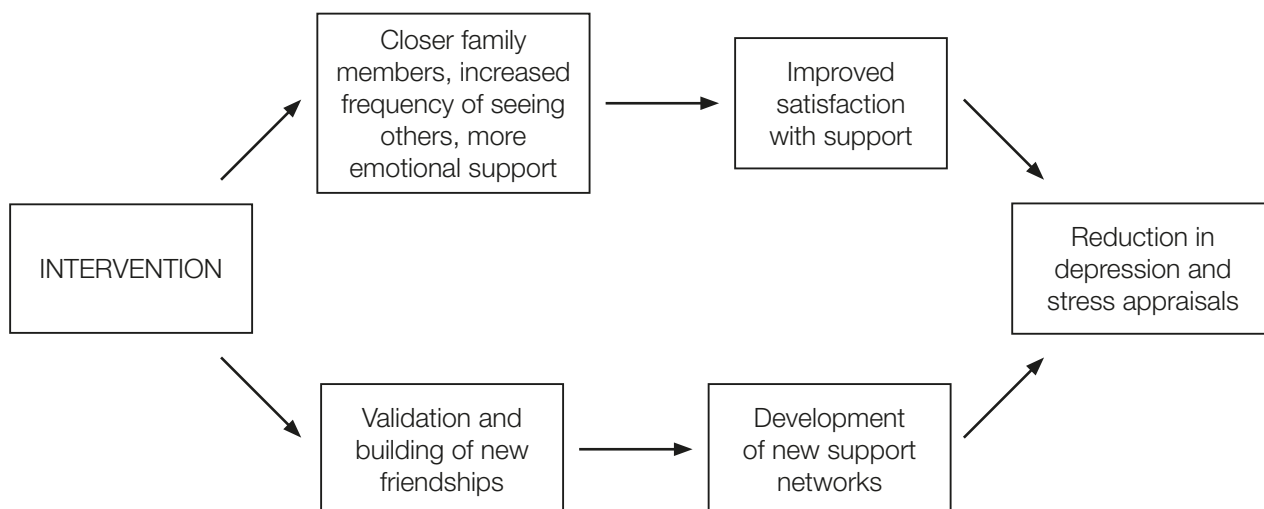 Closer family
members, increased
frequency of seeing
others, more
emotional support
Improved
satisfaction
with support
INTERVENTION
Reduction in
depression and
stress appraisals
Validation and
building of new
friendships
Development
of new support
networks